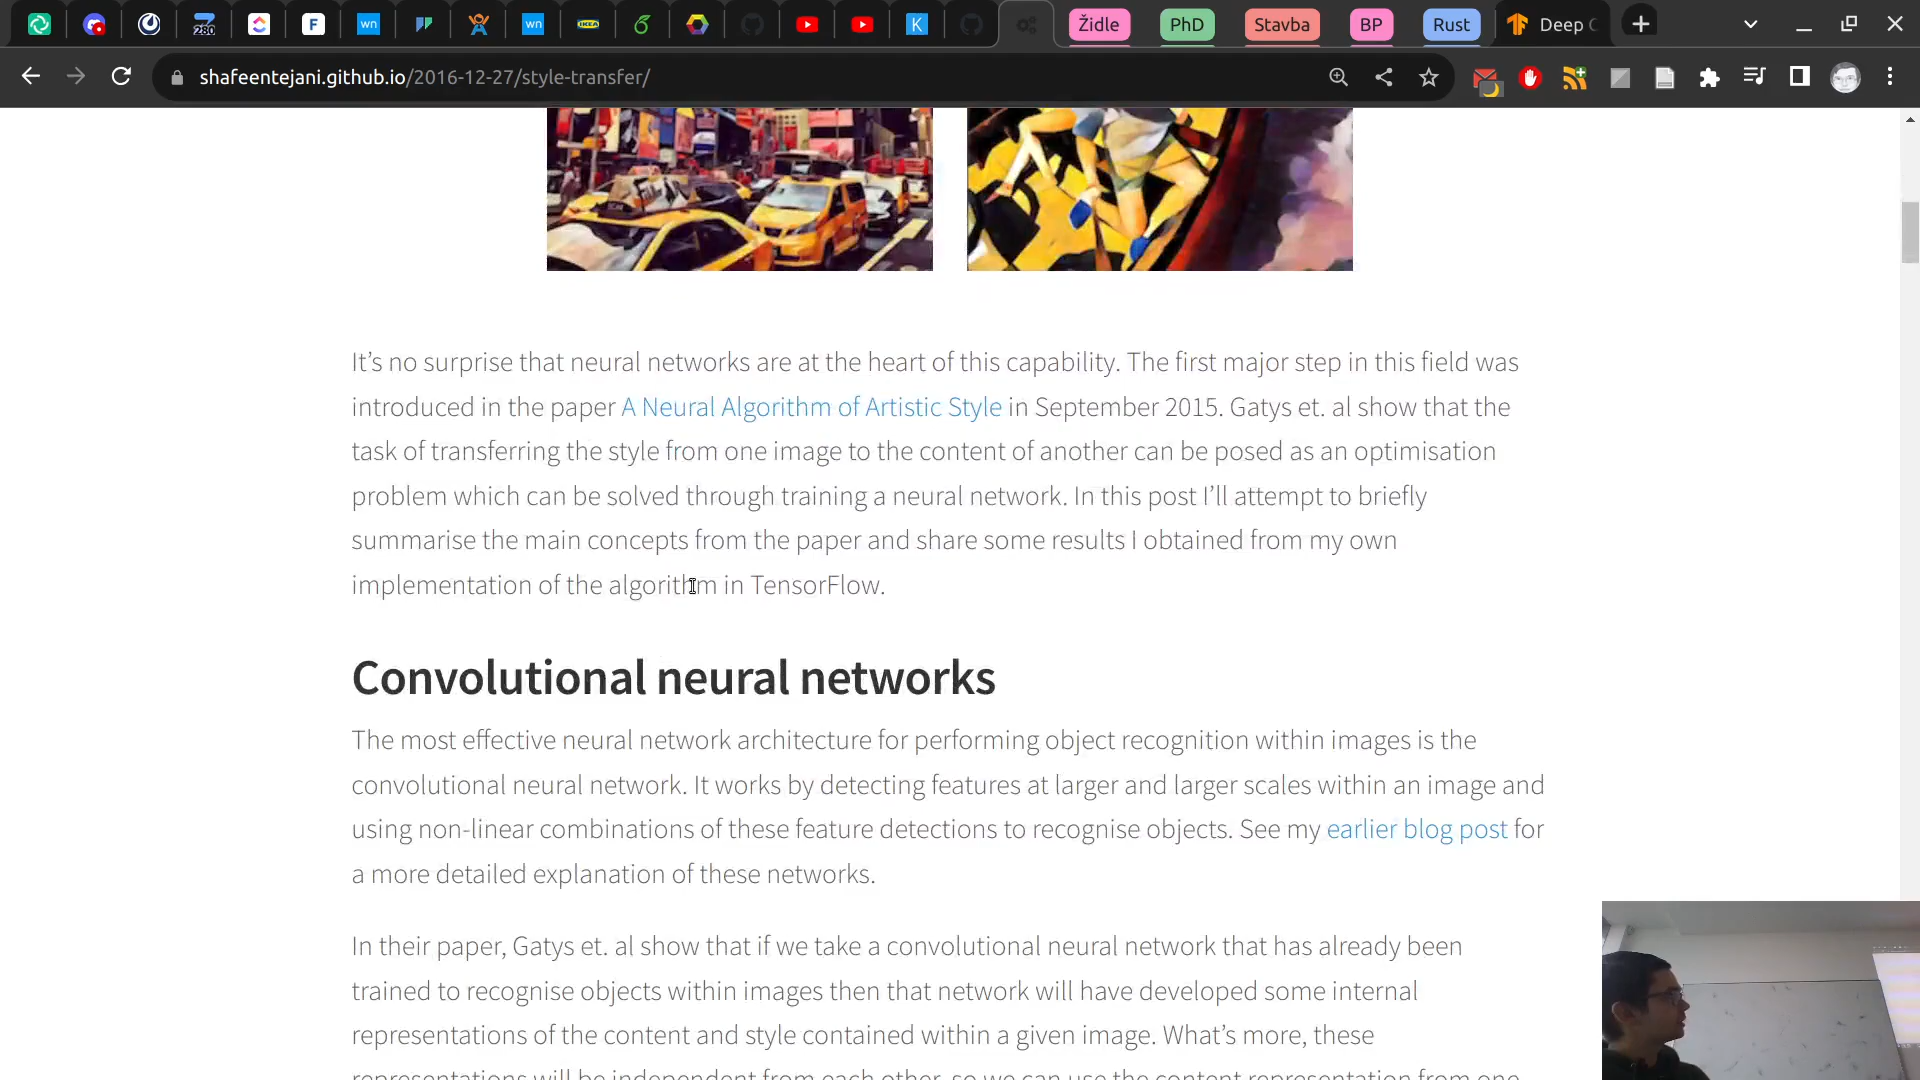 280
F
wn
wn
IKEA
K
Židle
PhD
Stavba
BP
Rust
Deep
shafeentejani.github.io/2016-12-27/style-transfer/
It’s no surprise that neural networks are at the heart of this capability. The first major step in this field was
introduced in the paper A Neural Algorithm of Artistic Style in September 2015. Gatys et. al show that the
task of transferring the style from one image to the content of another can be posed as an optimisation
problem which can be solved through training a neural network. In this post I’ll attempt to briefly
summarise the main concepts from the paper and share some results I obtained from my own
implementation of the algorithm in TensorFlow.
Convolutional neural networks
The most effective neural network architecture for performing object recognition within images is the
convolutional neural network. It works by detecting features at larger and larger scales within an image and
using non-linear combinations of these feature detections to recognise objects. See my earlier blog post for
a more detailed explanation of these networks.
In their paper, Gatys et. al show that if we take a convolutional neural network that has already been
trained to recognise objects within images then that network will have developed some internal
representations of the content and style contained within a given image. What’s more, these
representations will be independent from each other, so we can use the content representation from one